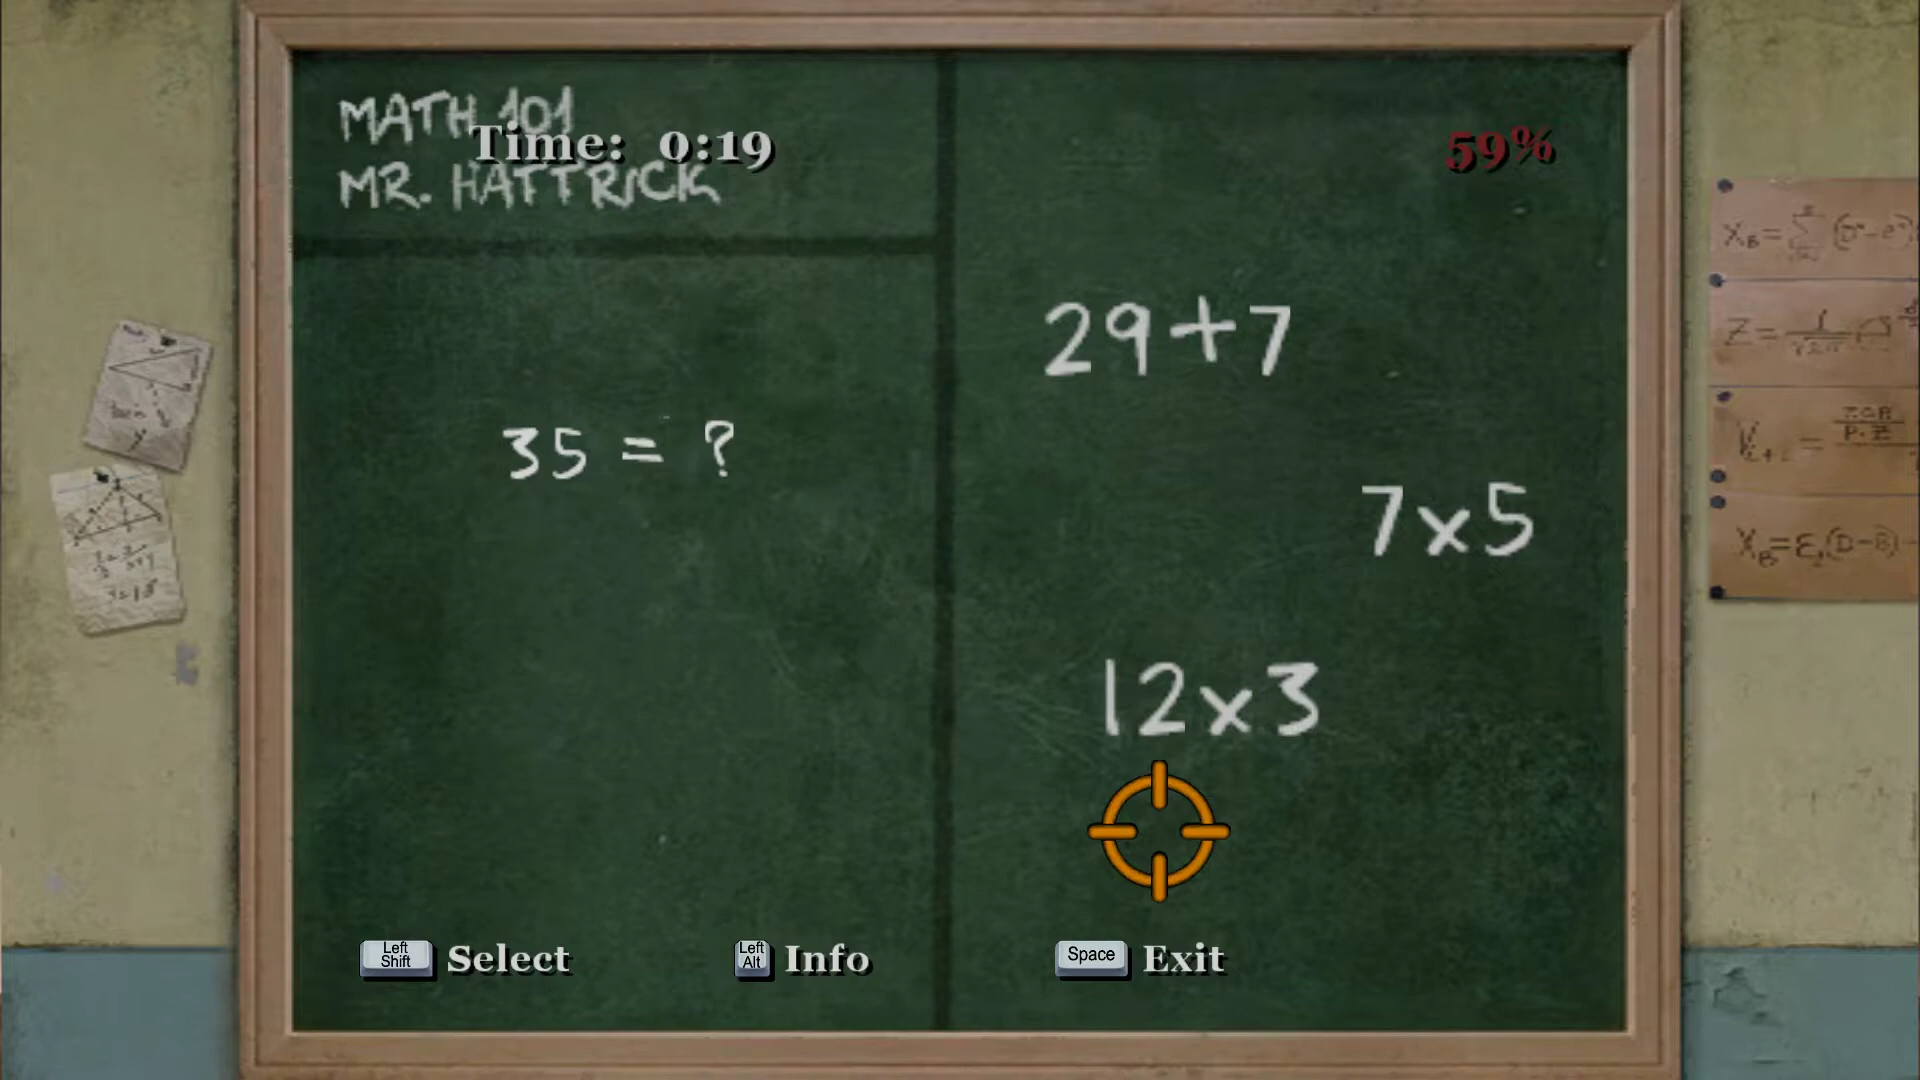 MATH 101
Time: 0:19
59%
MR. HATTRICK
29+7
35 = ?
7x5
12x3
Left Shift Select
Left Alt Info
Space Exit